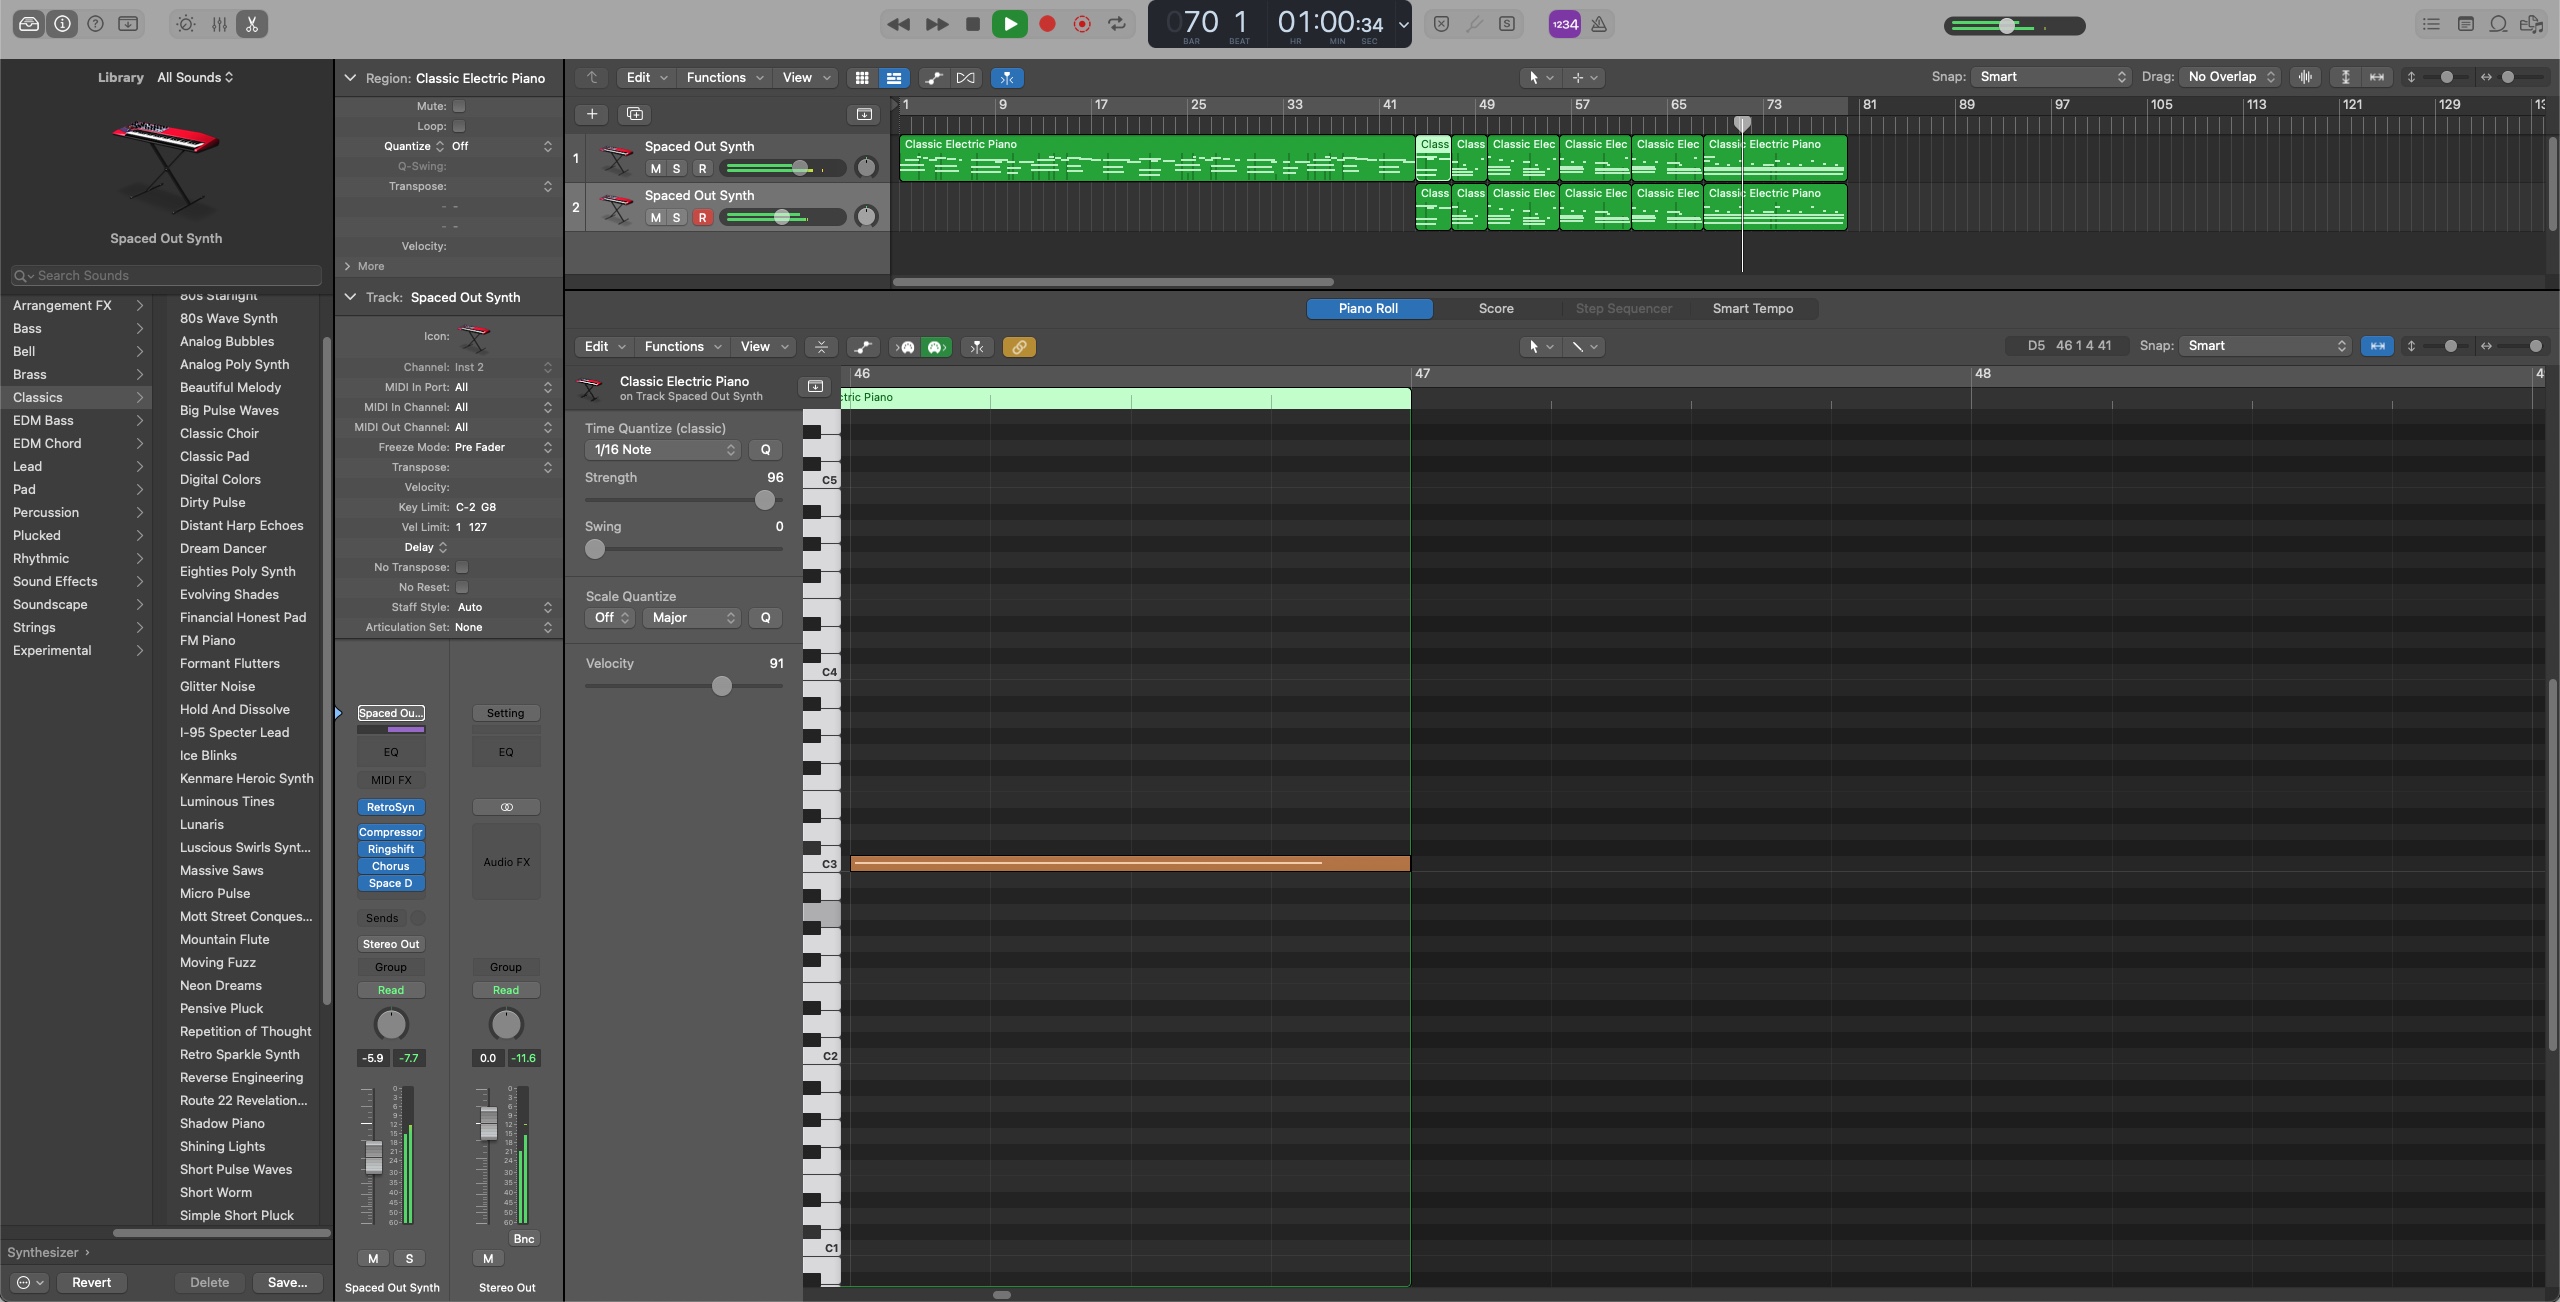 70 1 01:00:34
BAR BEAT HR MIN SEC
1234
Library All Sounds
Spaced Out Synth
Search Sounds
Arrangement FX
Bass
Bell
Brass
Classics
EDM Bass
EDM Chord
Lead
Pad
Percussion
Plucked
Rhythmic
Sound Effects
Soundscape
Strings
Experimental
80s Starlight
80s Wave Synth
Analog Bubbles
Analog Poly Synth
Beautiful Melody
Big Pulse Waves
Classic Choir
Classic Pad
Digital Colors
Dirty Pulse
Distant Harp Echoes
Dream Dancer
Eighties Poly Synth
Evolving Shades
Financial Honest Pad
FM Piano
Formant Flutters
Glitter Noise
Hold And Dissolve
I-95 Specter Lead
Ice Blinks
Kenmare Heroic Synth
Luminous Tines
Lunaris
Luscious Swirls Synt...
Massive Saws
Micro Pulse
Mott Street Conques...
Mountain Flute
Moving Fuzz
Neon Dreams
Pensive Pluck
Repetition of Thought
Retro Sparkle Synth
Reverse Engineering
Route 22 Revelation...
Shadow Piano
Shining Lights
Short Pulse Waves
Short Worm
Simple Short Pluck
Synthesizer ›
Revert Delete Save...
Region: Classic Electric Piano
Mute:
Loop:
Quantize Off
Q-Swing:
Transpose:
- -
- -
Velocity:
More
Track: Spaced Out Synth
Icon:
Channel: Inst 2
MIDI In Port: All
MIDI In Channel: All
MIDI Out Channel: All
Freeze Mode: Pre Fader
Transpose:
Velocity:
Key Limit: C-2 G8
Vel Limit: 1 127
Delay
No Transpose:
No Reset:
Staff Style: Auto
Articulation Set: None
Spaced Ou... Setting
EQ EQ
MIDI FX
RetroSyn
Compressor
Ringshift
Chorus
Space D
Audio FX
Sends
Stereo Out
Group Group
Read Read
-5.9 -7.7 0.0 -11.6
Bnc
M S M
Spaced Out Synth Stereo Out
Edit Functions View
Snap: Smart Drag: No Overlap
1 9 17 25 33 41 49 57 65 73 81 89 97 105 113 121 129 13
1 Spaced Out Synth
M S R
Classic Electric Piano Class Class Classic Elec Classic Elec Classic Elec Classic Electric Piano
2 Spaced Out Synth
M S R
Class Class Classic Elec Classic Elec Classic Elec Classic Electric Piano
Piano Roll Score Step Sequencer Smart Tempo
Edit Functions View
D5 46 1 4 41 Snap: Smart
46 47 48 4
Classic Electric Piano
on Track Spaced Out Synth
ctric Piano
Time Quantize (classic)
1/16 Note Q
Strength 96
Swing 0
Scale Quantize
Off Major Q
Velocity 91
C5
C4
C3
C2
C1